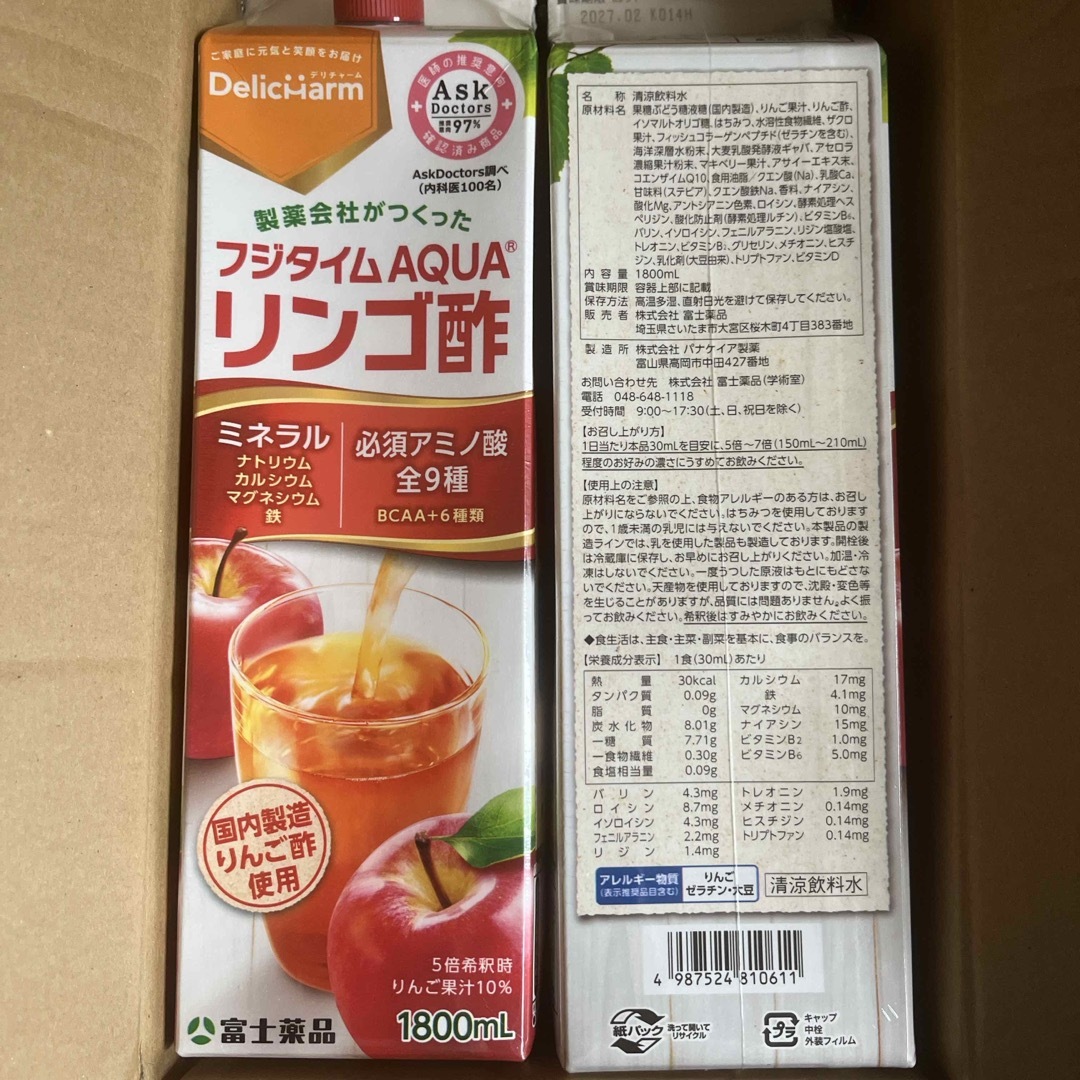 ご家庭に元気と笑顔をお届け
デリチャーム
DelicHarm
医師の推奨意向
Ask
Doctors
推奨意向97%
確認済み商品
AskDoctors調べ
(内科医100名)
製薬会社がつくった
フジタイムAQUA®
リンゴ酢
ミネラル
ナトリウム
カルシウム
マグネシウム
鉄
必須アミノ酸
全9種
BCAA+6種類
国内製造
りんご酢
使用
5倍希釈時
りんご果汁10%
富士薬品
1800mL
2027.02 K014H
名称 清涼飲料水
原材料名 果糖ぶどう糖液糖(国内製造)、りんご果汁、りんご酢、
イソマルトオリゴ糖、はちみつ、水溶性食物繊維、ザクロ
果汁、フィッシュコラーゲンペプチド(ゼラチンを含む)、
海洋深層水粉末、大麦乳酸発酵液ギャバ、アセロラ
濃縮果汁粉末、マキベリー果汁、アサイーエキス末、
コエンザイムQ10、食用油脂/クエン酸(Na)、乳酸Ca、
甘味料(ステビア)、クエン酸鉄Na、香料、ナイアシン、
酸化Mg、アントシアニン色素、ロイシン、酵素処理ヘス
ペリジン、酸化防止剤(酵素処理ルチン)、ビタミンB₆、
バリン、イソロイシン、フェニルアラニン、リジン塩酸塩、
トレオニン、ビタミンB₂、グリセリン、メチオニン、ヒスチ
ジン、乳化剤(大豆由来)、トリプトファン、ビタミンD
内容量 1800mL
賞味期限 容器上部に記載
保存方法 高温多湿、直射日光を避けて保存してください。
販売者 株式会社 富士薬品
埼玉県さいたま市大宮区桜木町4丁目383番地
製造所 株式会社 パナケイア製薬
富山県高岡市中田427番地
お問い合わせ先 株式会社 富士薬品(学術室)
電話 048-648-1118
受付時間 9:00〜17:30(土、日、祝日を除く)
【お召し上がり方】
1日当たり本品30mLを目安に、5倍〜7倍(150mL〜210mL)
程度のお好みの濃さにうすめてお飲みください。
【使用上の注意】
原材料名をご参照の上、食物アレルギーのある方は、お召し
上がりにならないでください。はちみつを使用しております
ので、1歳未満の乳児には与えないでください。本製品の製
造ラインでは、乳を使用した製品も製造しております。開栓後
は冷蔵庫に保存し、お早めにお召し上がりください。加温・冷
凍はしないでください。一度うつした原液はもとにもどさな
いでください。天産物を使用しておりますので、沈殿・変色等
を生じることがありますが、品質には問題ありません。よく振
ってお飲みください。希釈後はすみやかにお飲みください。
◆食生活は、主食・主菜・副菜を基本に、食事のバランスを。
【栄養成分表示】 1食(30mL)あたり
熱量 30kcal カルシウム 17mg
タンパク質 0.09g 鉄 4.1mg
脂質 0g マグネシウム 10mg
炭水化物 8.01g ナイアシン 15mg
ー糖質 7.71g ビタミンB₂ 1.0mg
ー食物繊維 0.30g ビタミンB₆ 5.0mg
食塩相当量 0.09g
バリン 4.3mg トレオニン 1.9mg
ロイシン 8.7mg メチオニン 0.14mg
イソロイシン 4.3mg ヒスチジン 0.14mg
フェニルアラニン 2.2mg トリプトファン 0.14mg
リジン 1.4mg
アレルギー物質
(表示推奨品目含む)
りんご
ゼラチン・大豆
清涼飲料水
4 987524 810611
紙パック
洗って開いて
リサイクル
プラ
キャップ
中栓
外装フィルム